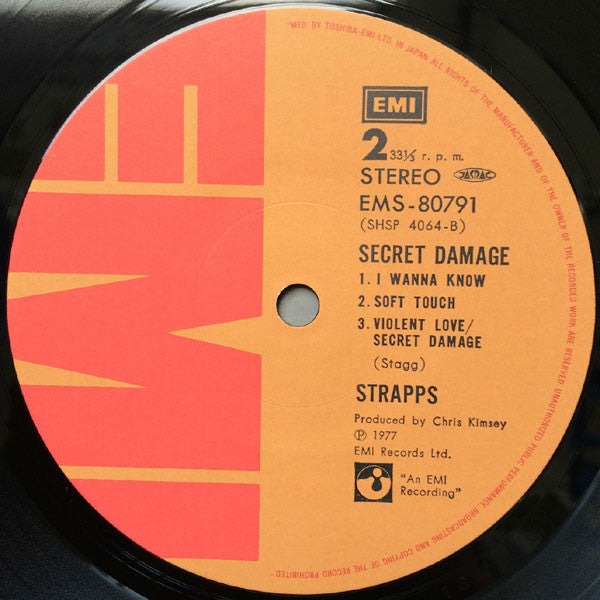 "MFD BY TOSHIBA-EMI LTD. IN JAPAN ALL RIGHTS OF THE MANUFACTURER AND OF THE OWNER OF THE RECORDED WORK ARE RESERVED UNAUTHORIZED PUBLIC PERFORMANCE, BROADCASTING AND COPYING OF THE RECORD PROHIBITED"
EMI
EMI
2 33⅓ r. p. m.
STEREO JASRAC
EMS-80791
(SHSP 4064-B)
SECRET DAMAGE
1. I WANNA KNOW
2. SOFT TOUCH
3. VIOLENT LOVE/
SECRET DAMAGE
(Stagg)
STRAPPS
Produced by Chris Kimsey
Ⓟ 1977
EMI Records Ltd.
"An EMI
Recording"